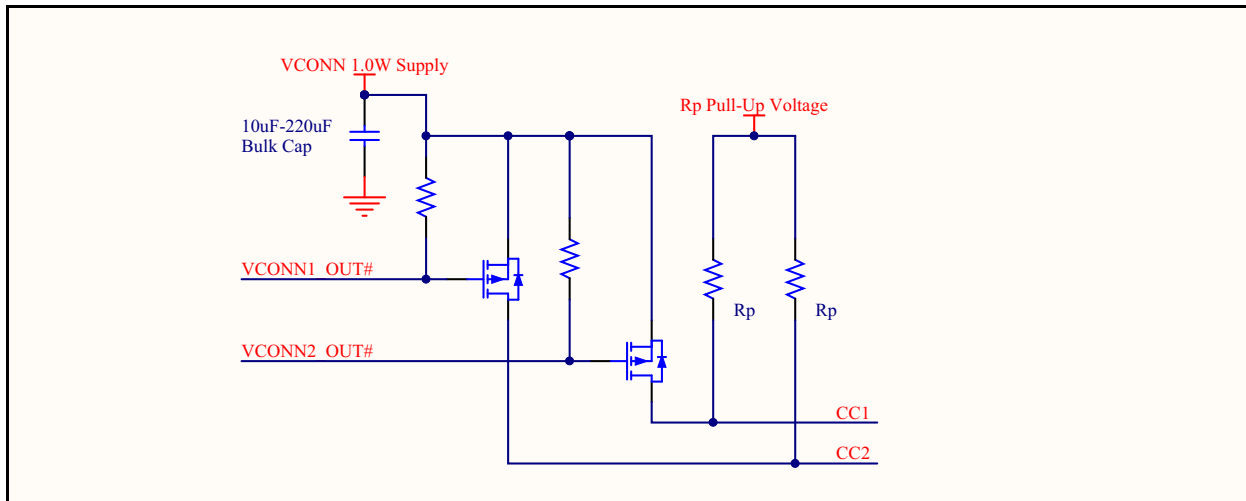 VCONN 1.0W Supply
Rp Pull-Up Voltage
10uF-220uF
Bulk Cap
VCONN1_OUT#
Rp
Rp
VCONN2_OUT#
CC1
CC2